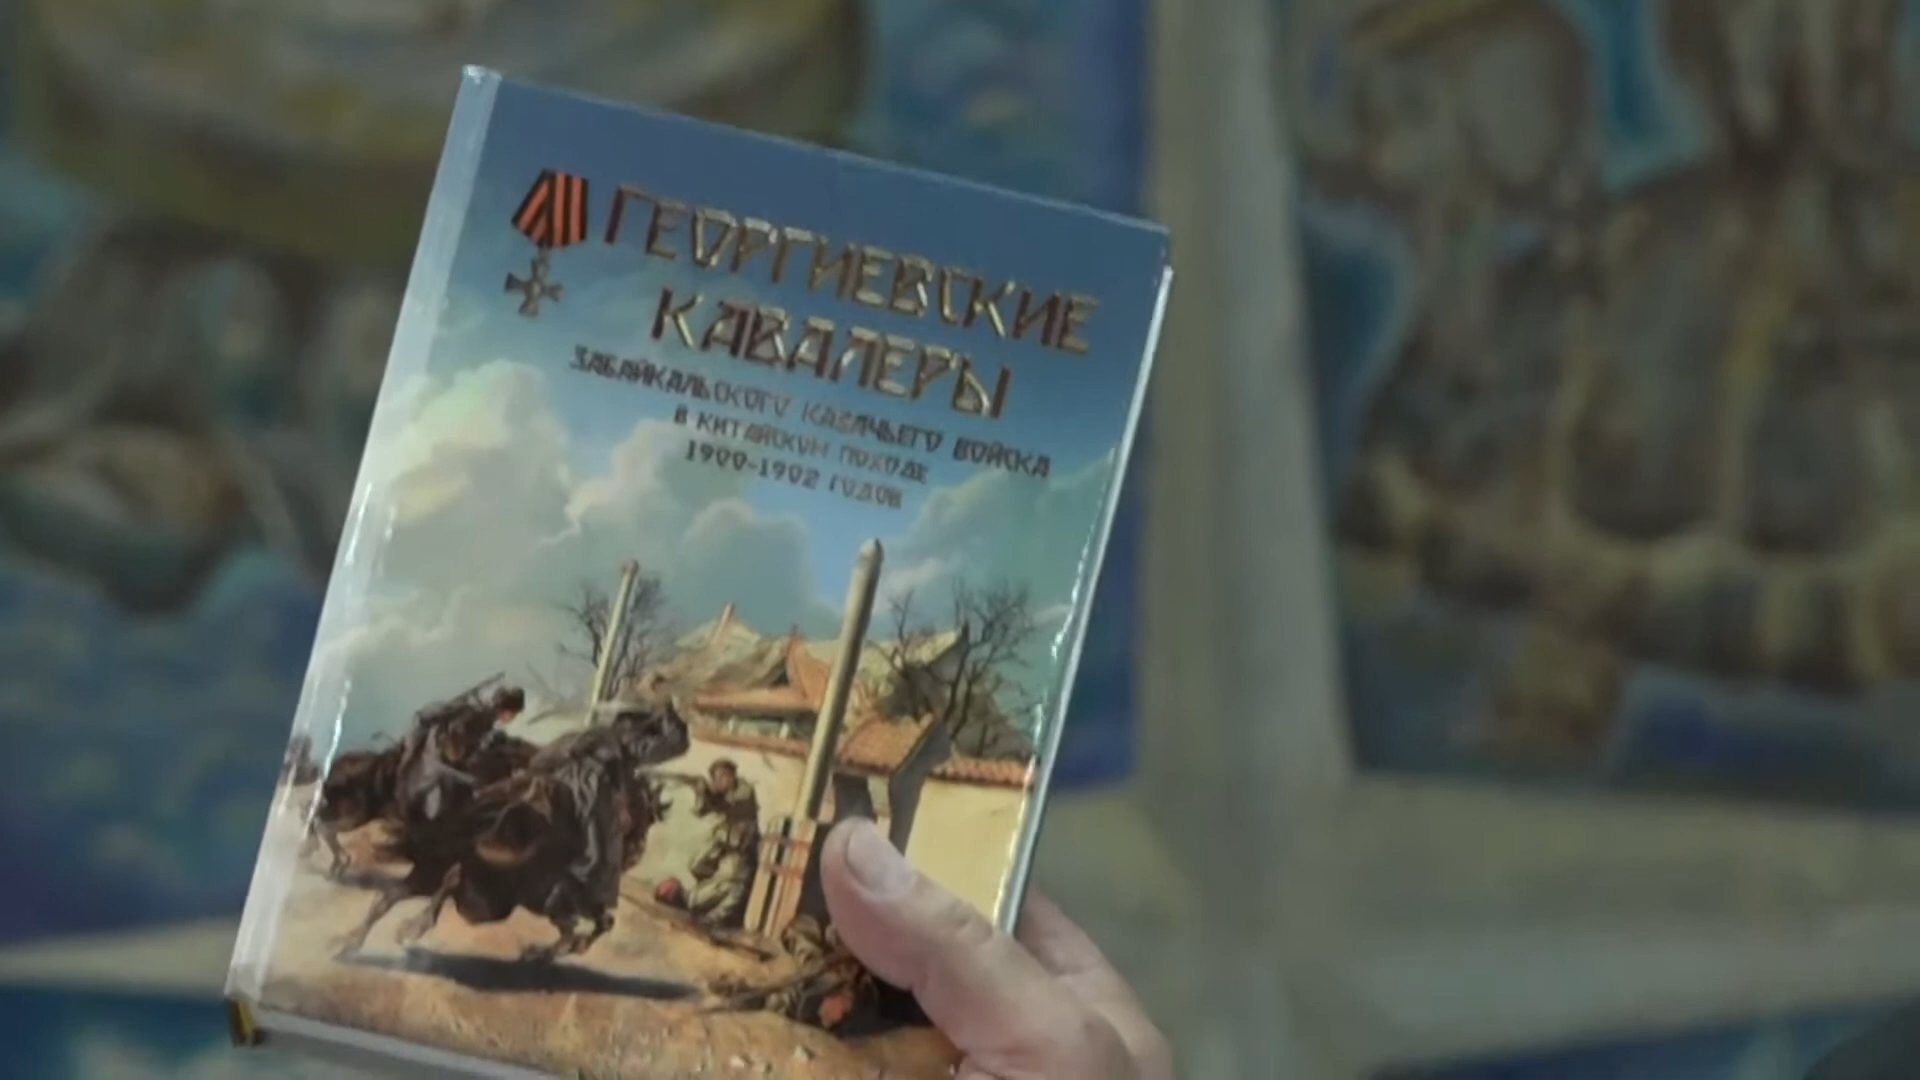 ГЕОРГИЕВСКИЕ
КАВАЛЕРЫ
ЗАБАЙКАЛЬСКОГО КАЗАЧЬЕГО ВОЙСКА
В КИТАЙСКОМ ПОХОДЕ
1900-1902 ГОДОВ